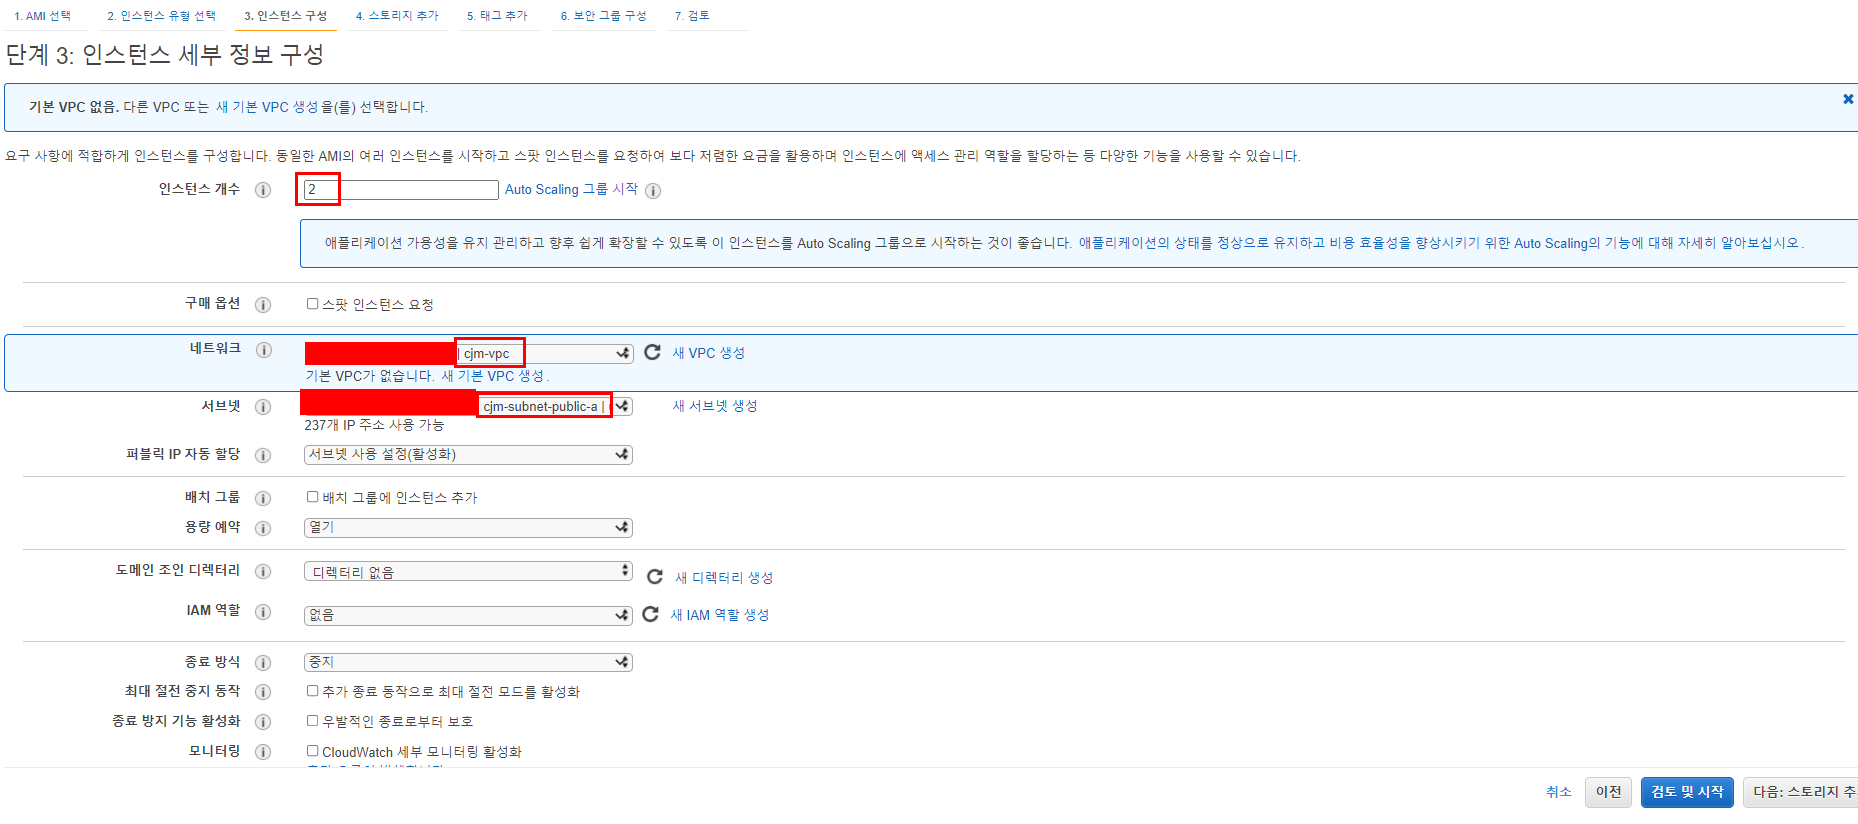 1. AMI 선택 2. 인스턴스 유형 선택 3. 인스턴스 구성 4. 스토리지 추가 5. 태그 추가 6. 보안 그룹 구성 7. 검토
단계 3: 인스턴스 세부 정보 구성
기본 VPC 없음. 다른 VPC 또는 새 기본 VPC 생성을(를) 선택합니다.
요구 사항에 적합하게 인스턴스를 구성합니다. 동일한 AMI의 여러 인스턴스를 시작하고 스팟 인스턴스를 요청하여 보다 저렴한 요금을 활용하며 인스턴스에 액세스 관리 역할을 할당하는 등 다양한 기능을 사용할 수 있습니다.
인스턴스 개수 2 Auto Scaling 그룹 시작
애플리케이션 가용성을 유지 관리하고 향후 쉽게 확장할 수 있도록 이 인스턴스를 Auto Scaling 그룹으로 시작하는 것이 좋습니다. 애플리케이션의 상태를 정상으로 유지하고 비용 효율성을 향상시키기 위한 Auto Scaling의 기능에 대해 자세히 알아보십시오.
구매 옵션 스팟 인스턴스 요청
네트워크 | cjm-vpc 새 VPC 생성
기본 VPC가 없습니다. 새 기본 VPC 생성.
서브넷 cjm-subnet-public-a | 새 서브넷 생성
237개 IP 주소 사용 가능
퍼블릭 IP 자동 할당 서브넷 사용 설정(활성화)
배치 그룹 배치 그룹에 인스턴스 추가
용량 예약 열기
도메인 조인 디렉터리 디렉터리 없음 새 디렉터리 생성
IAM 역할 없음 새 IAM 역할 생성
종료 방식 중지
최대 절전 중지 동작 추가 종료 동작으로 최대 절전 모드를 활성화
종료 방지 기능 활성화 우발적인 종료로부터 보호
모니터링 CloudWatch 세부 모니터링 활성화
취소 이전 검토 및 시작 다음: 스토리지 추